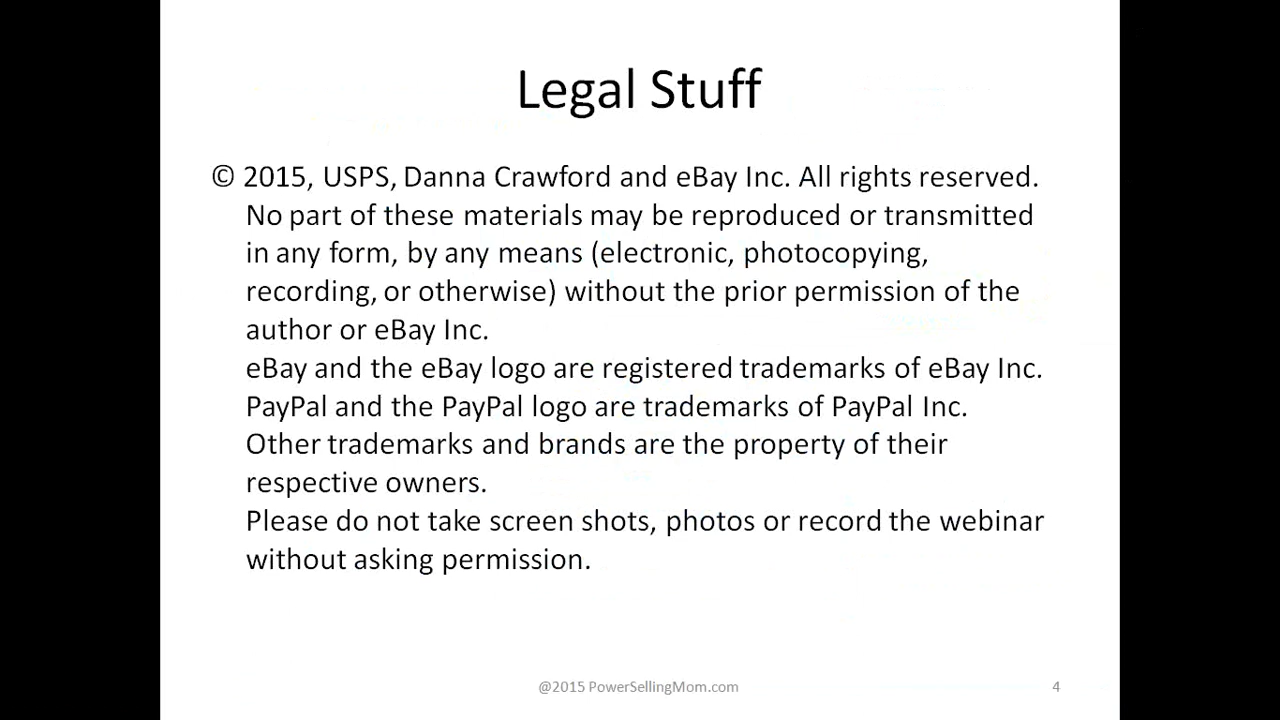 Legal Stuff
© 2015, USPS, Danna Crawford and eBay Inc. All rights reserved.
No part of these materials may be reproduced or transmitted
in any form, by any means (electronic, photocopying,
recording, or otherwise) without the prior permission of the
author or eBay Inc.
eBay and the eBay logo are registered trademarks of eBay Inc.
PayPal and the PayPal logo are trademarks of PayPal Inc.
Other trademarks and brands are the property of their
respective owners.
Please do not take screen shots, photos or record the webinar
without asking permission.
@2015 PowerSellingMom.com
4